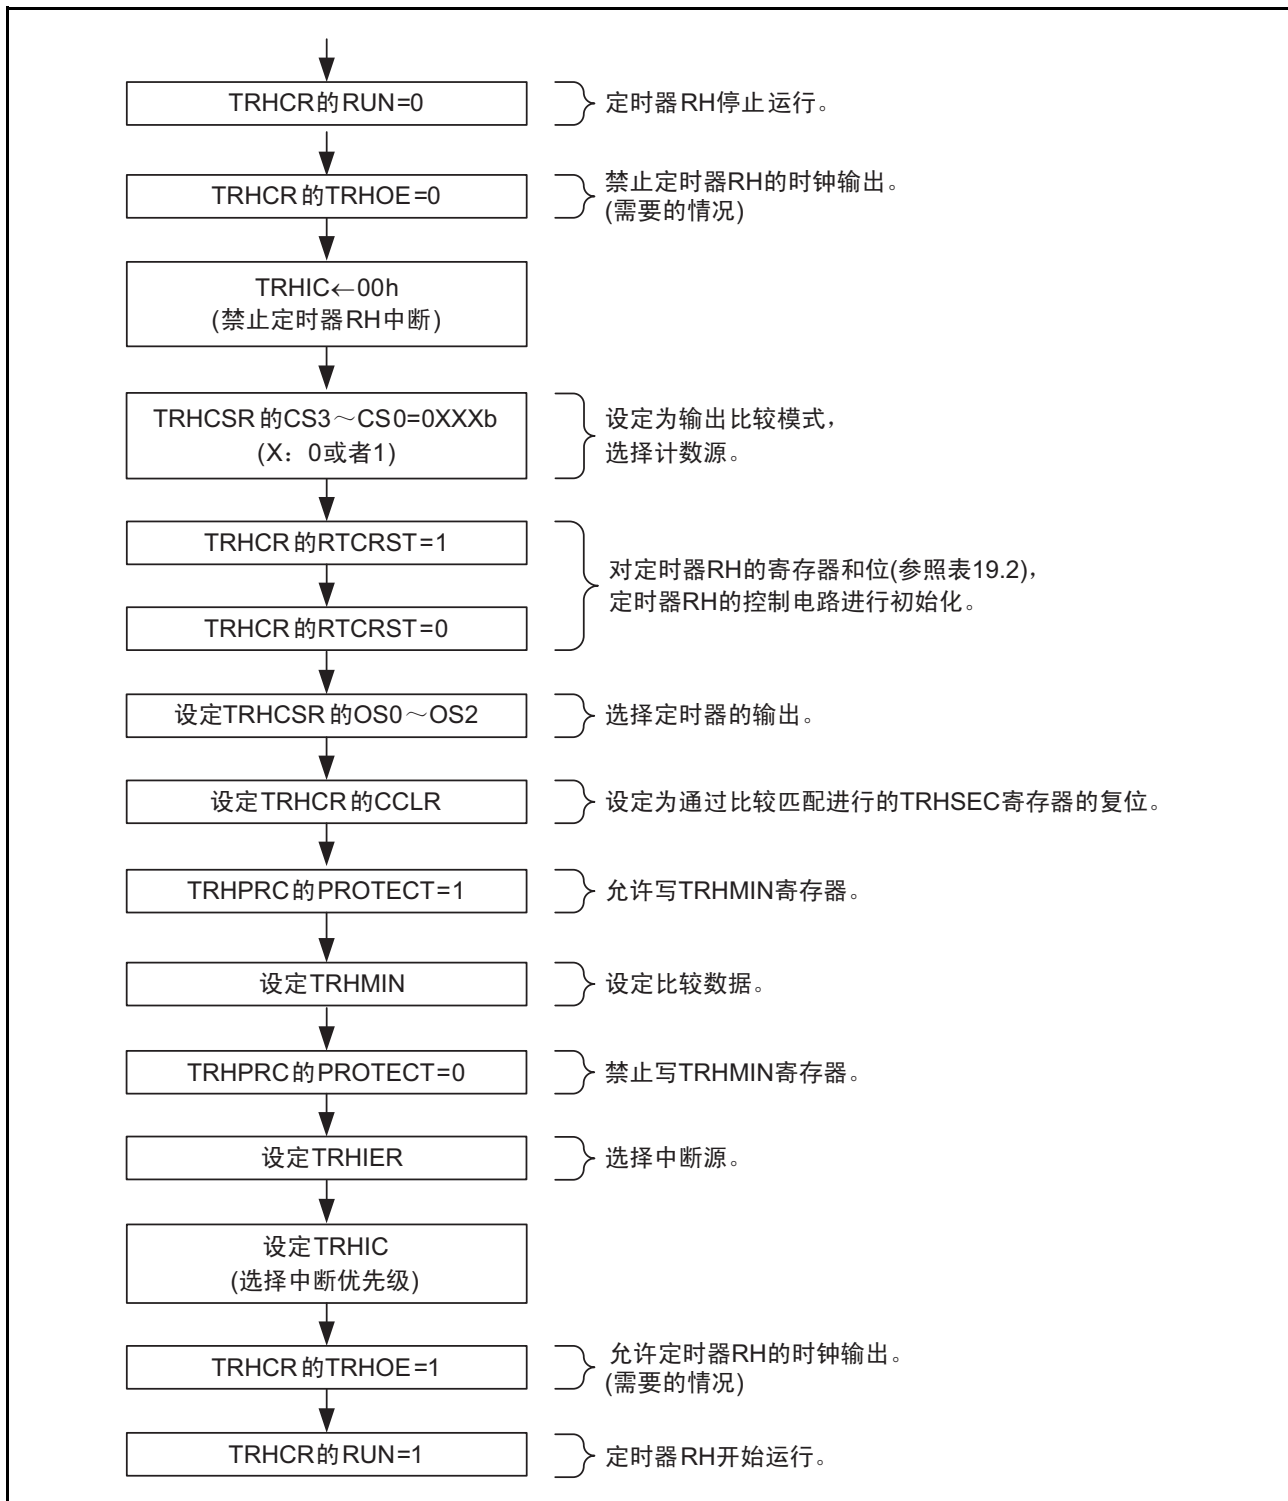 TRHCR的RUN=0
定时器RH停止运行。
TRHCR的TRHOE=0
禁止定时器RH的时钟输出。
(需要的情况)
TRHIC←00h
(禁止定时器RH中断)
TRHCSR的CS3～CS0=0XXXb
(X：0或者1)
设定为输出比较模式，
选择计数源。
TRHCR的RTCRST=1
TRHCR的RTCRST=0
对定时器RH的寄存器和位(参照表19.2)，
定时器RH的控制电路进行初始化。
设定TRHCSR的OS0～OS2
选择定时器的输出。
设定TRHCR的CCLR
设定为通过比较匹配进行的TRHSEC寄存器的复位。
TRHPRC的PROTECT=1
允许写TRHMIN寄存器。
设定TRHMIN
设定比较数据。
TRHPRC的PROTECT=0
禁止写TRHMIN寄存器。
设定TRHIER
选择中断源。
设定TRHIC
(选择中断优先级)
TRHCR的TRHOE=1
允许定时器RH的时钟输出。
(需要的情况)
TRHCR的RUN=1
定时器RH开始运行。